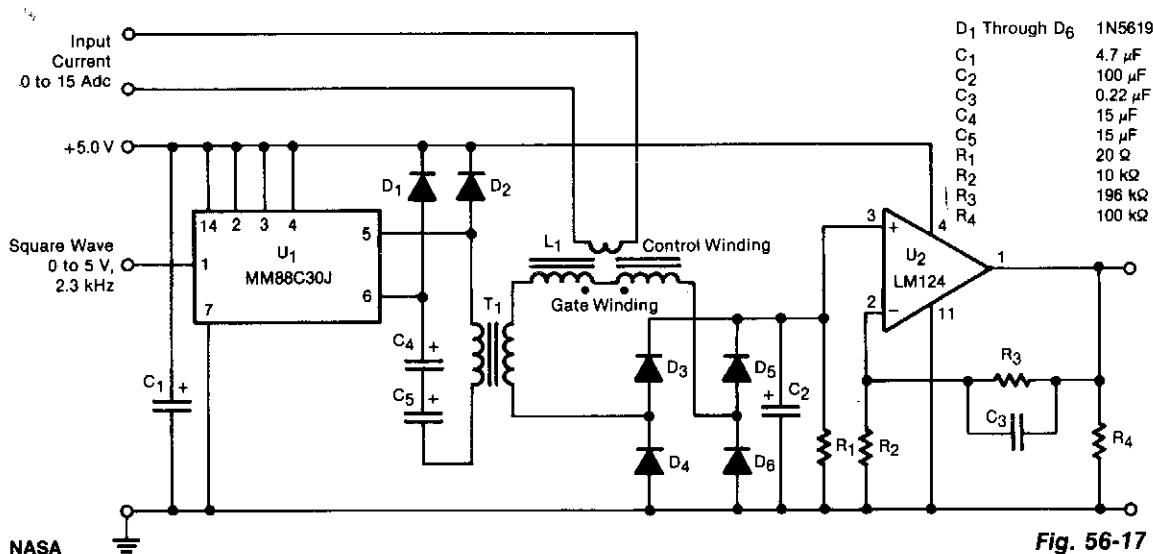 Input
Current
.0 to 15 Adc
+5.0 V
Square Wave
0 to 5 V,
2.3 kHz
14
2
3
4
1
U1
MM88C30J
5
6
7
C1
+
D1
D2
C4
+
C5
+
T1
L1
Control Winding
Gate Winding
D3
D5
D4
D6
C2
+
R1
R2
3
+
4
U2
LM124
1
2
−
11
R3
C3
R4
D1 Through D6 1N5619
C1 4.7 µF
C2 100 µF
C3 0.22 µF
C4 15 µF
C5 15 µF
R1 20 Ω
R2 10 kΩ
R3 196 kΩ
R4 100 kΩ
NASA
Fig. 56-17